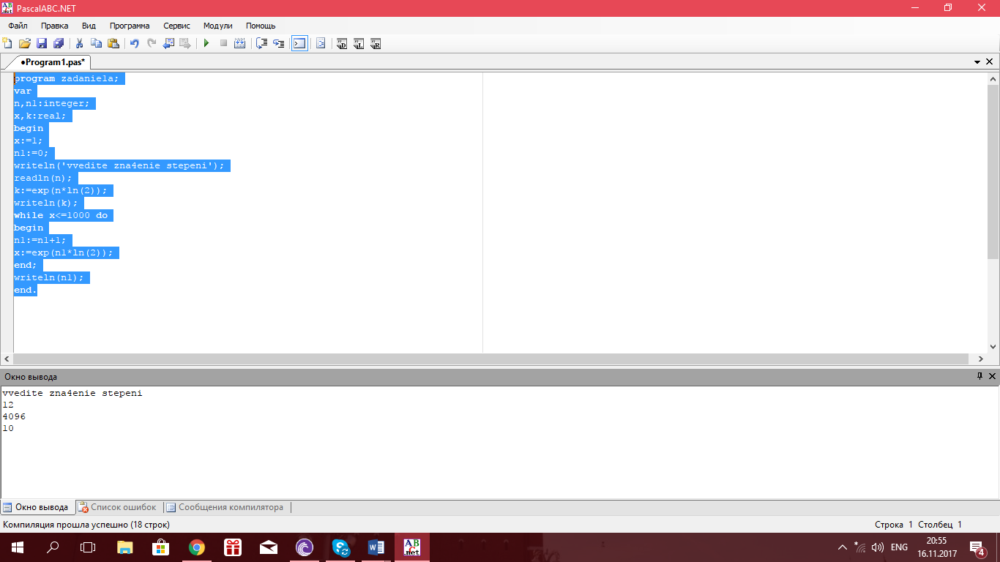 PascalABC.NET
Файл Правка Вид Программа Сервис Модули Помощь
●Program1.pas*
program zadanie1a;
var
n,n1:integer;
x,k:real;
begin
x:=1;
n1:=0;
writeln('vvedite zna4enie stepeni');
readln(n);
k:=exp(n*ln(2));
writeln(k);
while x<=1000 do
begin
n1:=n1+1;
x:=exp(n1*ln(2));
end;
writeln(n1);
end.
Окно вывода
vvedite zna4enie stepeni
12
4096
10
Окно вывода Список ошибок Сообщения компилятора
Компиляция прошла успешно (18 строк) Строка 1 Столбец 1
ENG
20:55
16.11.2017
4